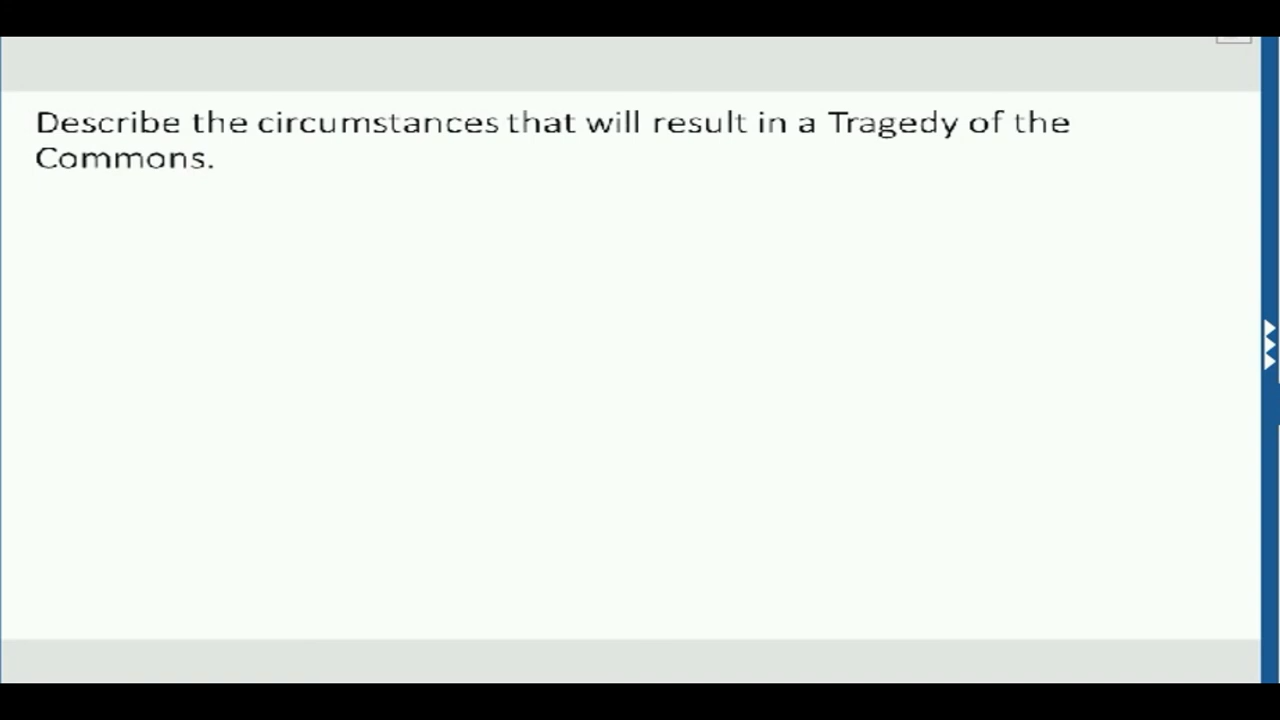 Describe the circumstances that will result in a Tragedy of the
Commons.